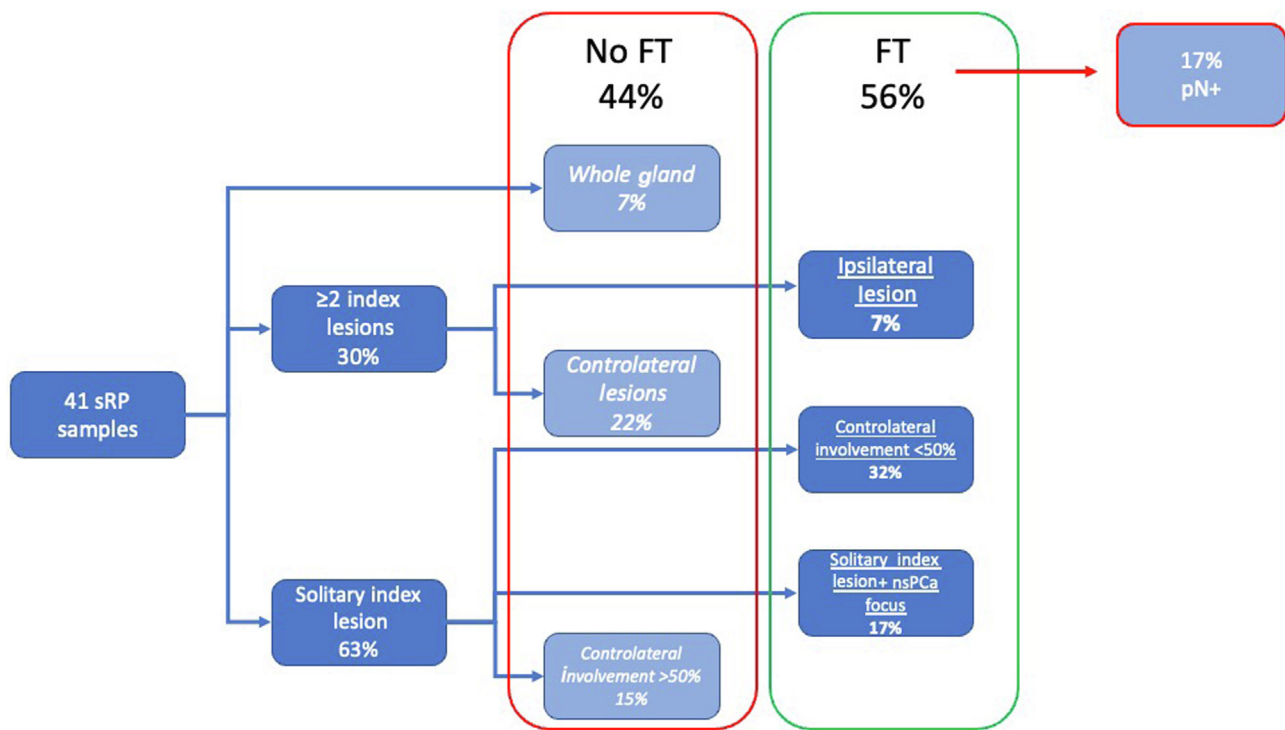 No FT
44%
FT
56%
17%
pN+
Whole gland
7%
≥2 index
lesions
30%
Ipsilateral
lesion
7%
Controlateral
lesions
22%
41 sRP
samples
Controlateral
involvement <50%
32%
Solitary index
lesion
63%
Solitary index
lesion+ nsPCa
focus
17%
Controlateral
involvement >50%
15%